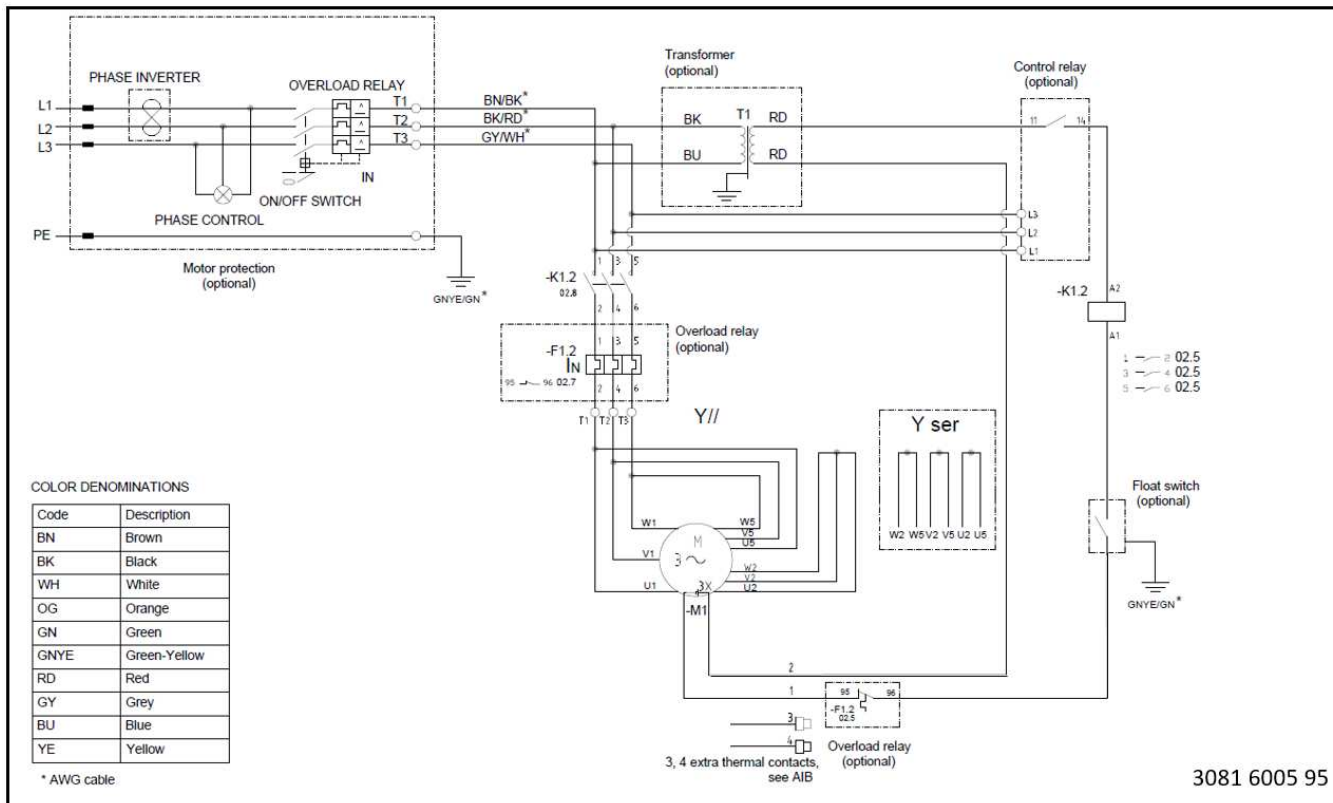 PHASE INVERTER
OVERLOAD RELAY
L1
L2
L3
T1
T2
T3
BN/BK*
BK/RD*
GY/WH*
IN
ON/OFF SWITCH
PHASE CONTROL
PE
Motor protection
(optional)
GNYE/GN*
Transformer
(optional)
BK
T1
RD
BU
RD
Control relay
(optional)
11
14
L3
L2
L1
1
3
5
-K1.2
02.8
2
4
6
Overload relay
(optional)
1
3
5
-F1.2
IN
95
96 02.7
2
4
6
T1
T2
T3
Y//
-K1.2
A2
A1
1
2 02.5
3
4 02.5
5
6 02.5
Y ser
W2 W5 V2 V5 U2 U5
Float switch
(optional)
GNYE/GN*
W1
W5
V5
U5
M
3
V1
W2
V2
U1
3X
U2
-M1
2
1
95
96
-F1.2
02.5
3
4
Overload relay
(optional)
3, 4 extra thermal contacts,
see AIB
COLOR DENOMINATIONS
Code Description
BN Brown
BK Black
WH White
OG Orange
GN Green
GNYE Green-Yellow
RD Red
GY Grey
BU Blue
YE Yellow
* AWG cable
3081 6005 95